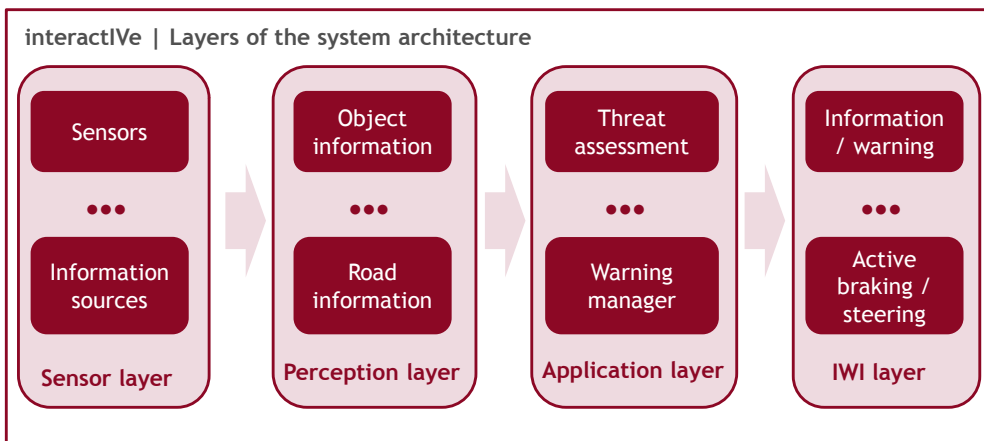 interactIVe | Layers of the system architecture
Sensors
•••
Information
sources
Sensor layer
Object
information
•••
Road
information
Perception layer
Threat
assessment
•••
Warning
manager
Application layer
Information
/ warning
•••
Active
braking /
steering
IWI layer